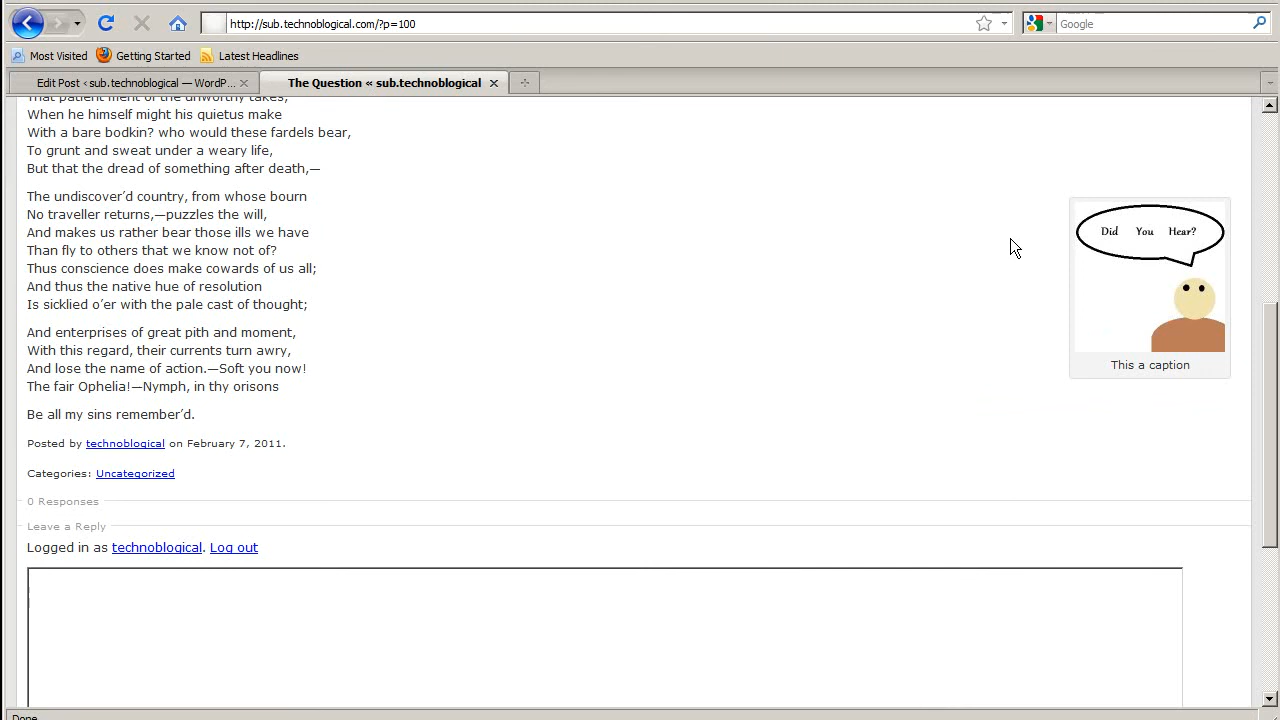 http://sub.technoblogical.com/?p=100
Google
Most Visited
Getting Started
Latest Headlines
Edit Post ‹ sub.technoblogical — WordP...
The Question « sub.technoblogical
That patient merit of the unworthy takes,
When he himself might his quietus make
With a bare bodkin? who would these fardels bear,
To grunt and sweat under a weary life,
But that the dread of something after death,—
The undiscover’d country, from whose bourn
No traveller returns,—puzzles the will,
And makes us rather bear those ills we have
Than fly to others that we know not of?
Thus conscience does make cowards of us all;
And thus the native hue of resolution
Is sicklied o’er with the pale cast of thought;
And enterprises of great pith and moment,
With this regard, their currents turn awry,
And lose the name of action.—Soft you now!
The fair Ophelia!—Nymph, in thy orisons
Be all my sins remember’d.
Did You Hear?
This a caption
Posted by technoblogical on February 7, 2011.
Categories: Uncategorized
0 Responses
Leave a Reply
Logged in as technoblogical. Log out
Done